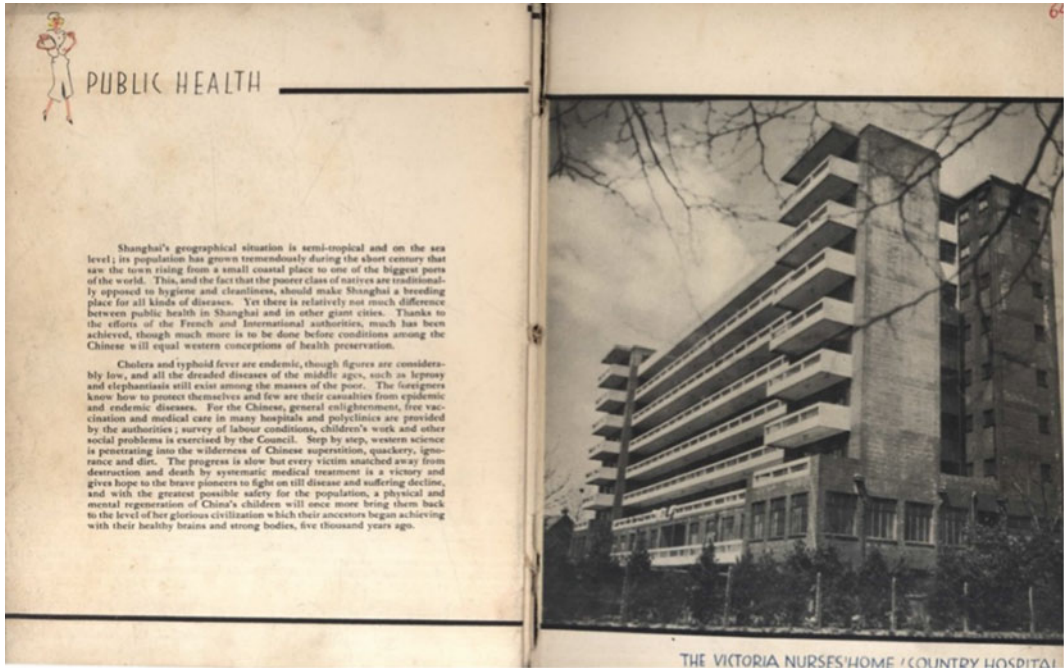 PUBLIC HEALTH
Shanghai's geographical situation is semi-tropical and on the sea
level; its population has grown tremendously during the short century that
saw the town rising from a small coastal place to one of the biggest ports
of the world. This, and the fact that the poorer class of natives are traditional-
ly opposed to hygiene and cleanliness, should make Shanghai a breeding
place for all kinds of diseases. Yet there is relatively not much difference
between public health in Shanghai and in other giant cities. Thanks to
the efforts of the French and International authorities, much has been
achieved, though much more is to be done before conditions among the
Chinese will equal western conceptions of health preservation.
Cholera and typhoid fever are endemic, though figures are considera-
bly low, and all the dreaded diseases of the middle ages, such as leprosy
and elephantiasis still exist among the masses of the poor. The foreigners
know how to protect themselves and few are their casualties from epidemic
and endemic diseases. For the Chinese, general enlightenment, free vac-
cination and medical care in many hospitals and polyclinics are provided
by the authorities; survey of labour conditions, children's work and other
social problems is exercised by the Council. Step by step, western science
is penetrating into the wilderness of Chinese superstition, quackery, igno-
rance and dirt. The progress is slow but every victim snatched away from
destruction and death by systematic medical treatment is a victory and
gives hope to the brave pioneers to fight on till disease and suffering decline,
and with the greatest possible safety for the population, a physical and
mental regeneration of China's children will once more bring them back
to the level of her glorious civilization which their ancestors began achieving
with their healthy brains and strong bodies, five thousand years ago.
THE VICTORIA NURSES' HOME / COUNTRY HOSPITAL